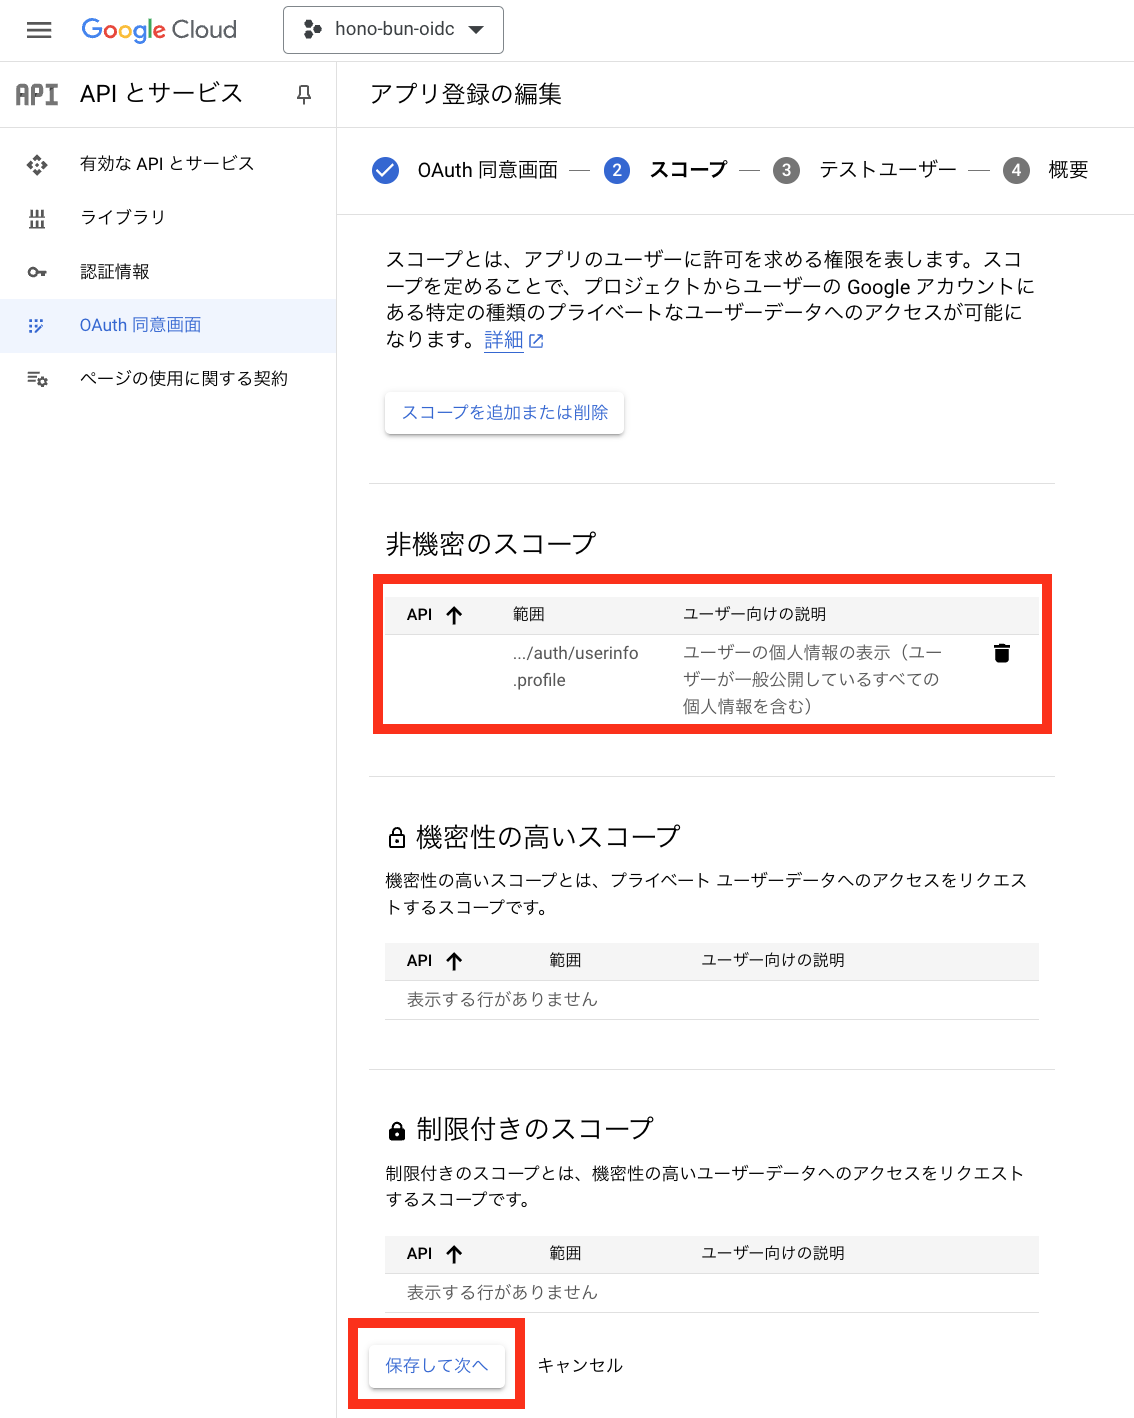 Google Cloud
hono-bun-oidc
API API とサービス
アプリ登録の編集
有効な API とサービス
ライブラリ
認証情報
OAuth 同意画面
ページの使用に関する契約
OAuth 同意画面 — 2 スコープ — 3 テストユーザー — 4 概要
スコープとは、アプリのユーザーに許可を求める権限を表します。スコ
ープを定めることで、プロジェクトからユーザーの Google アカウントに
ある特定の種類のプライベートなユーザーデータへのアクセスが可能に
なります。詳細
スコープを追加または削除
非機密のスコープ
API 範囲 ユーザー向けの説明
.../auth/userinfo ユーザーの個人情報の表示（ユー
.profile ザーが一般公開しているすべての
個人情報を含む）
機密性の高いスコープ
機密性の高いスコープとは、プライベート ユーザーデータへのアクセスをリクエス
トするスコープです。
API 範囲 ユーザー向けの説明
表示する行がありません
制限付きのスコープ
制限付きのスコープとは、機密性の高いユーザーデータへのアクセスをリクエスト
するスコープです。
API 範囲 ユーザー向けの説明
表示する行がありません
保存して次へ キャンセル